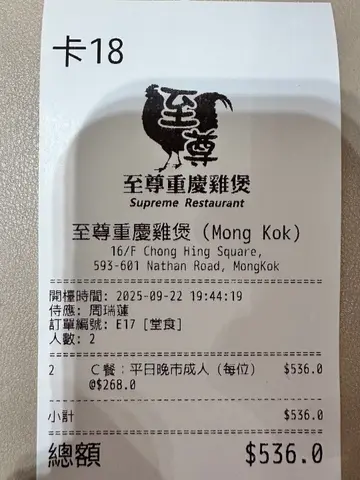 卡18
至尊
至尊重慶雞煲
Supreme Restaurant
至尊重慶雞煲 (Mong Kok)
16/F Chong Hing Square,
593-601 Nathan Road, MongKok
開檯時間: 2025-09-22 19:44:19
侍應: 周瑞蓮
訂單編號: E17 [堂食]
人數: 2
2 C餐：平日晚市成人（每位） $536.0
@$268.0
小計 $536.0
總額 $536.0